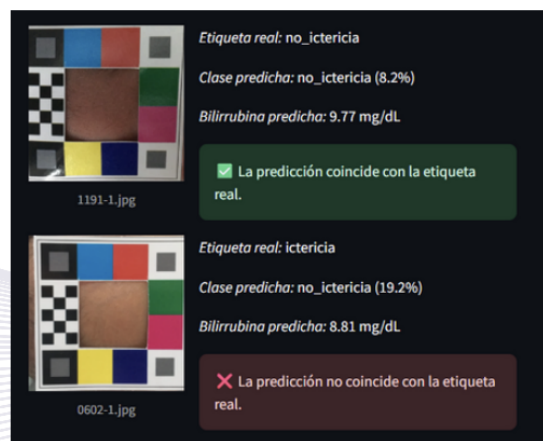 Etiqueta real: no_ictericia
Clase predicha: no_ictericia (8.2%)
Bilirrubina predicha: 9.77 mg/dL
✅ La predicción coincide con la etiqueta
real.
1191-1.jpg
Etiqueta real: ictericia
Clase predicha: no_ictericia (19.2%)
Bilirrubina predicha: 8.81 mg/dL
❌ La predicción no coincide con la etiqueta
real.
0602-1.jpg